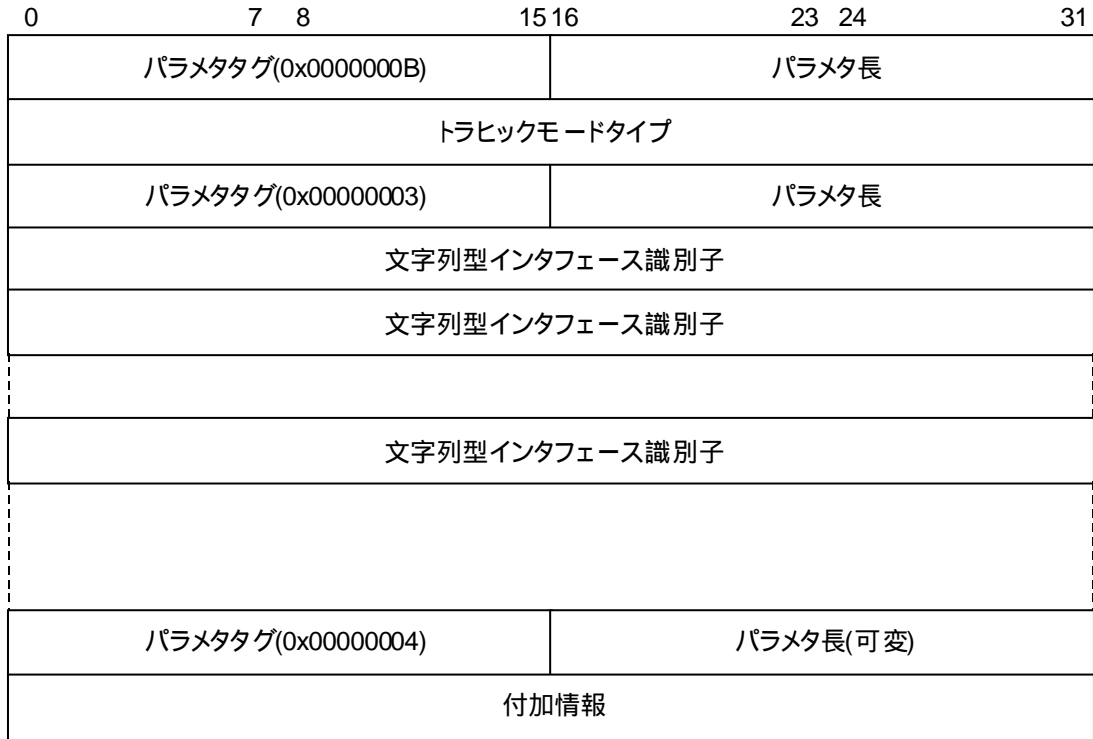 0 7 8 15 16 23 24 31
パラメタタグ(0x0000000B) パラメタ長
トラヒックモードタイプ
パラメタタグ(0x00000003) パラメタ長
文字列型インタフェース識別子
文字列型インタフェース識別子
文字列型インタフェース識別子
パラメタタグ(0x00000004) パラメタ長(可変)
付加情報